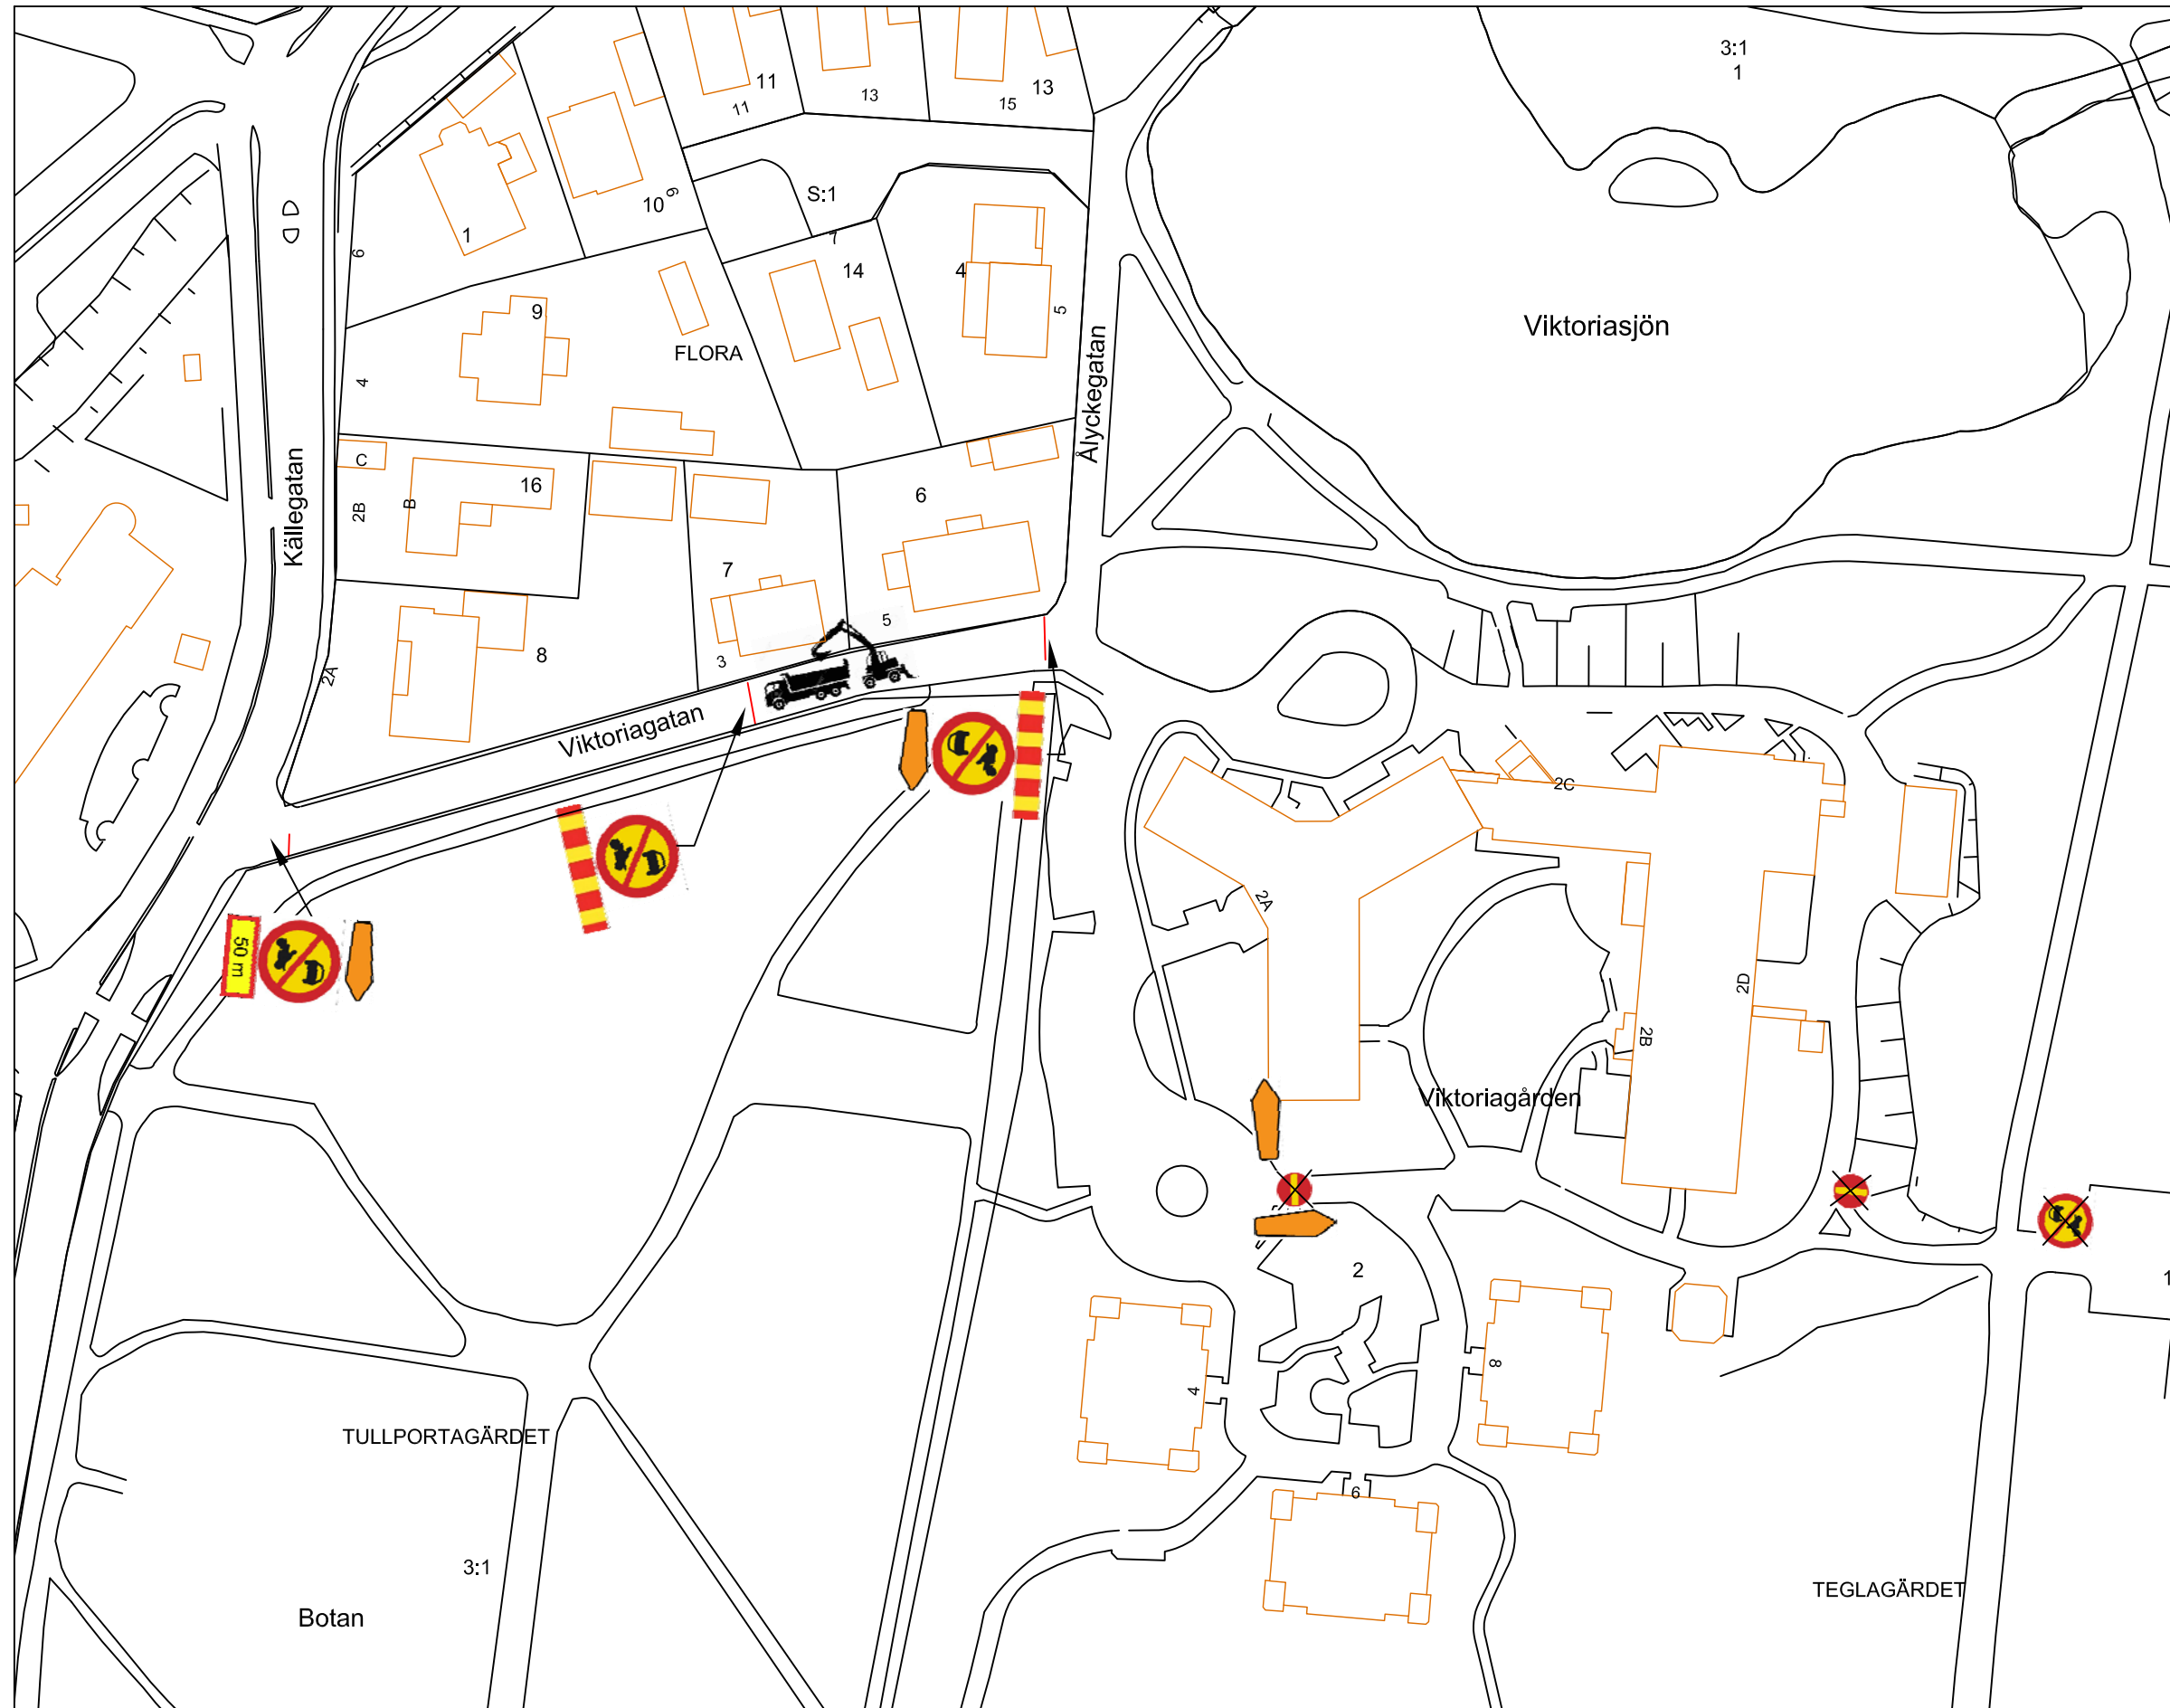 3:1
1
11
11
13
13
15
S:1
10
9
1
6
7
14
4
5
9
4
FLORA
Viktoriasjön
Ålyckegatan
C
16
B
2B
6
Källegatan
7
5
8
3
2A
Viktoriagatan
2C
2A
50 m
2D
2B
Viktoriagården
2
1
8
4
TULLPORTAGÄRDET
6
3:1
Botan
TEGLAGÄRDET